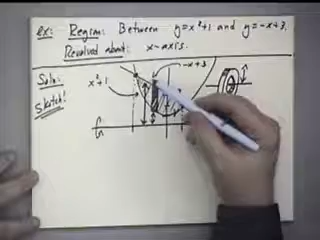 ex: Region: Between y=x²+1 and y=-x+3.
Revolved about: x-axis.
Soln:
Sketch!
x²+1
-x+3